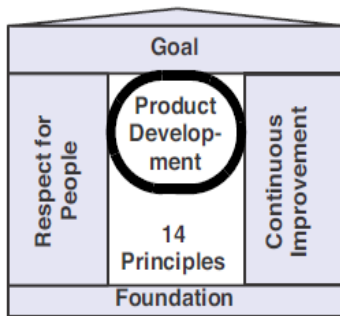 Goal
Respect for
People
Product
Develop-
ment
14
Principles
Continuous
Improvement
Foundation